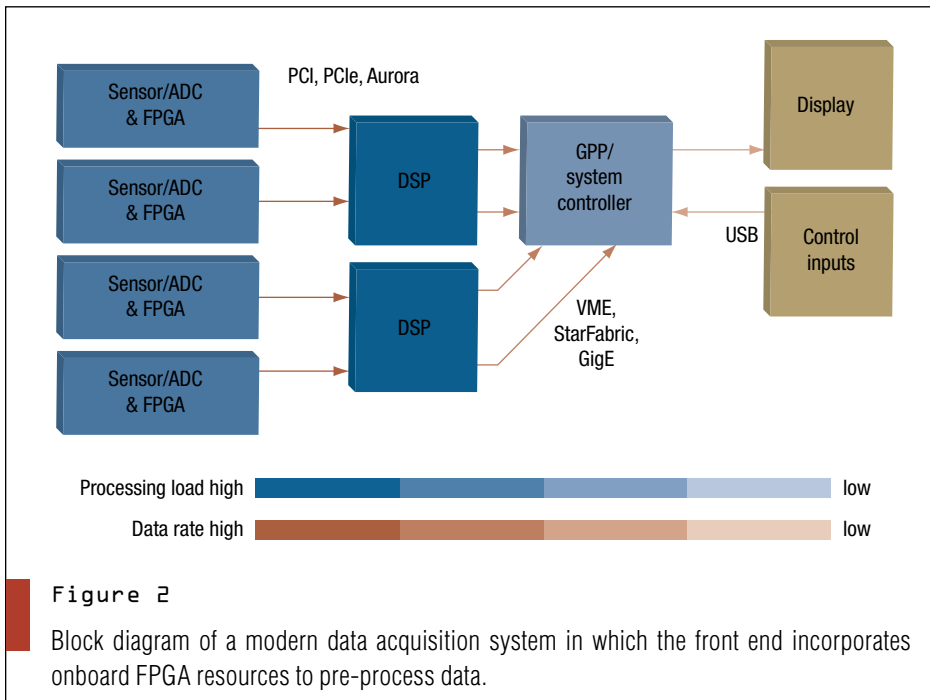 PCI, PCIe, Aurora
Sensor/ADC
& FPGA
Sensor/ADC
& FPGA
Sensor/ADC
& FPGA
Sensor/ADC
& FPGA
DSP
DSP
GPP/
system
controller
Display
USB
Control
inputs
VME,
StarFabric,
GigE
Processing load high
low
Data rate high
low
Figure 2
Block diagram of a modern data acquisition system in which the front end incorporates
onboard FPGA resources to pre-process data.